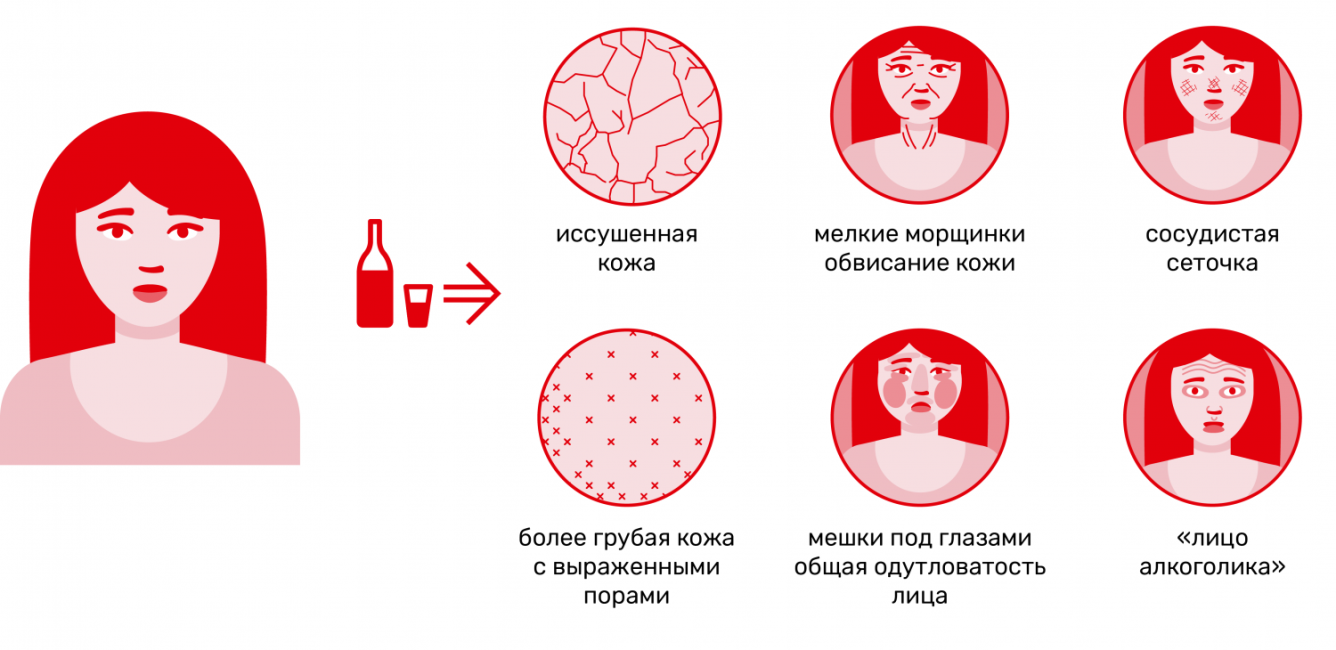 иссушенная
кожа
мелкие морщинки
обвисание кожи
сосудистая
сеточка
более грубая кожа
с выраженными
порами
мешки под глазами
общая одутловатость
лица
«лицо
алкоголика»